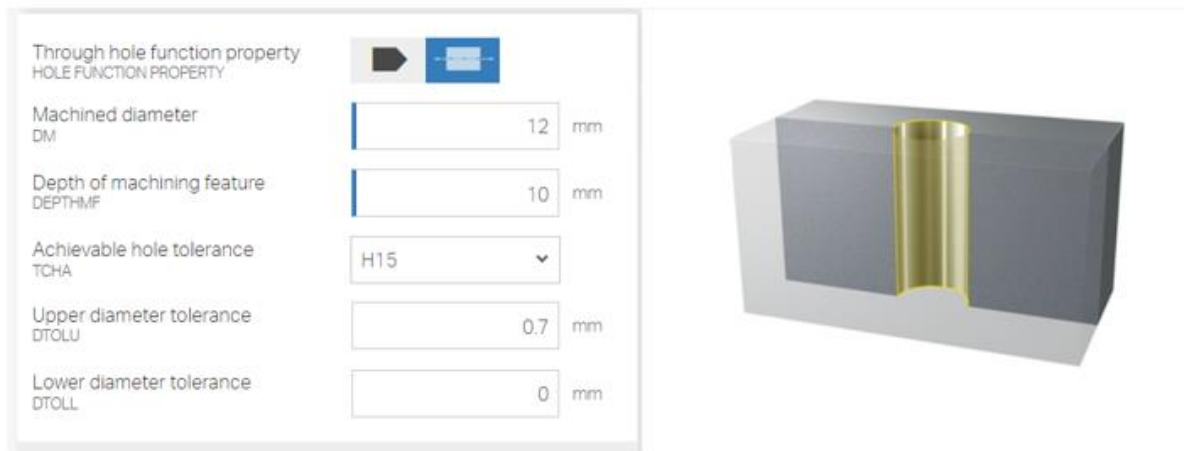 Through hole function property
HOLE FUNCTION PROPERTY
Machined diameter
DM
12 mm
Depth of machining feature
DEPTHMF
10 mm
Achievable hole tolerance
TCHA
H15
Upper diameter tolerance
DTOLU
0.7 mm
Lower diameter tolerance
DTOLL
0 mm